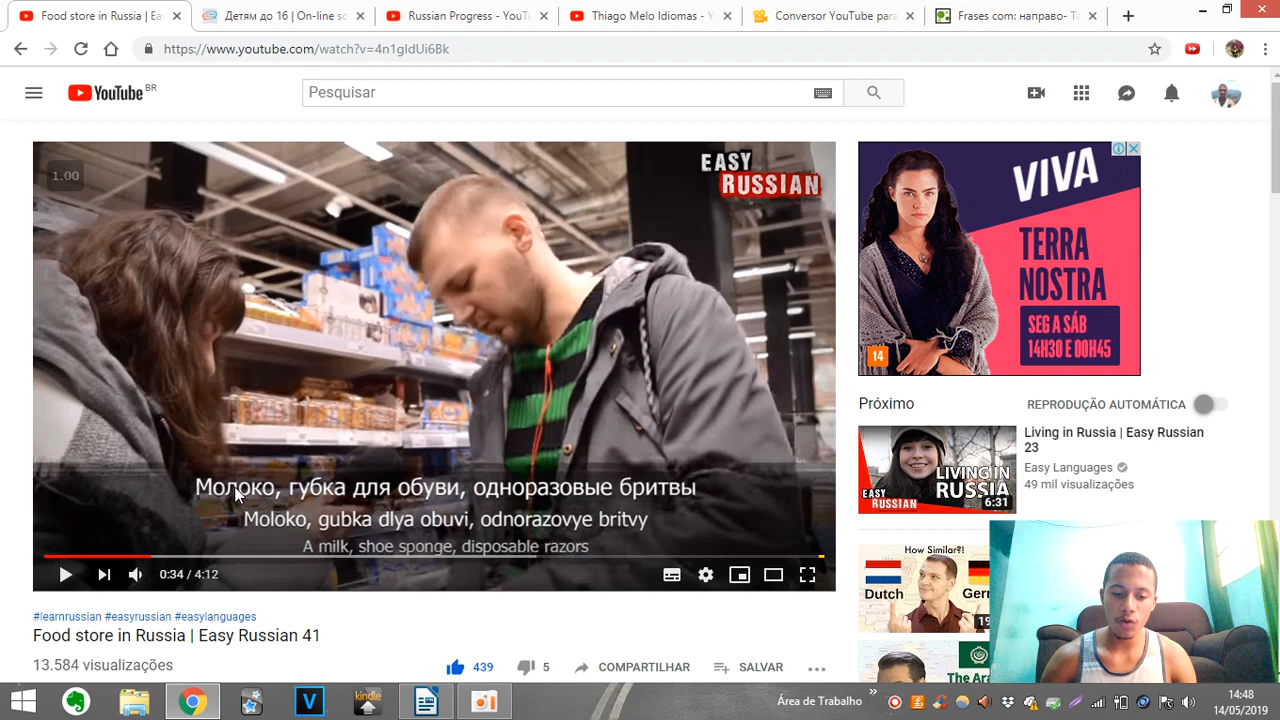 Food store in Russia | Ea
Детям до 16 | On-line sc
Russian Progress - YouT
Thiago Melo Idiomas - Y
Conversor YouTube para
Frases com: направо- Ta
https://www.youtube.com/watch?v=4n1gIdUi6Bk
YouTube BR
Pesquisar
1.00
EASY
RUSSIAN
Молоко, губка для обуви, одноразовые бритвы
Moloko, gubka dlya obuvi, odnorazovye britvy
A milk, shoe sponge, disposable razors
0:34 / 4:12
#learnrussian #easyrussian #easylanguages
Food store in Russia | Easy Russian 41
13.584 visualizações
439
5
COMPARTILHAR
SALVAR
VIVA
TERRA
NOSTRA
SEG A SÁB
14H30 E 00H45
14
Próximo
REPRODUÇÃO AUTOMÁTICA
LIVING IN
RUSSIA
EASY
RUSSIAN
6:31
Living in Russia | Easy Russian
23
Easy Languages
49 mil visualizações
How Similar?!
Dutch
Ger
19
The Ara
kindle
Área de Trabalho
14:48
14/05/2019